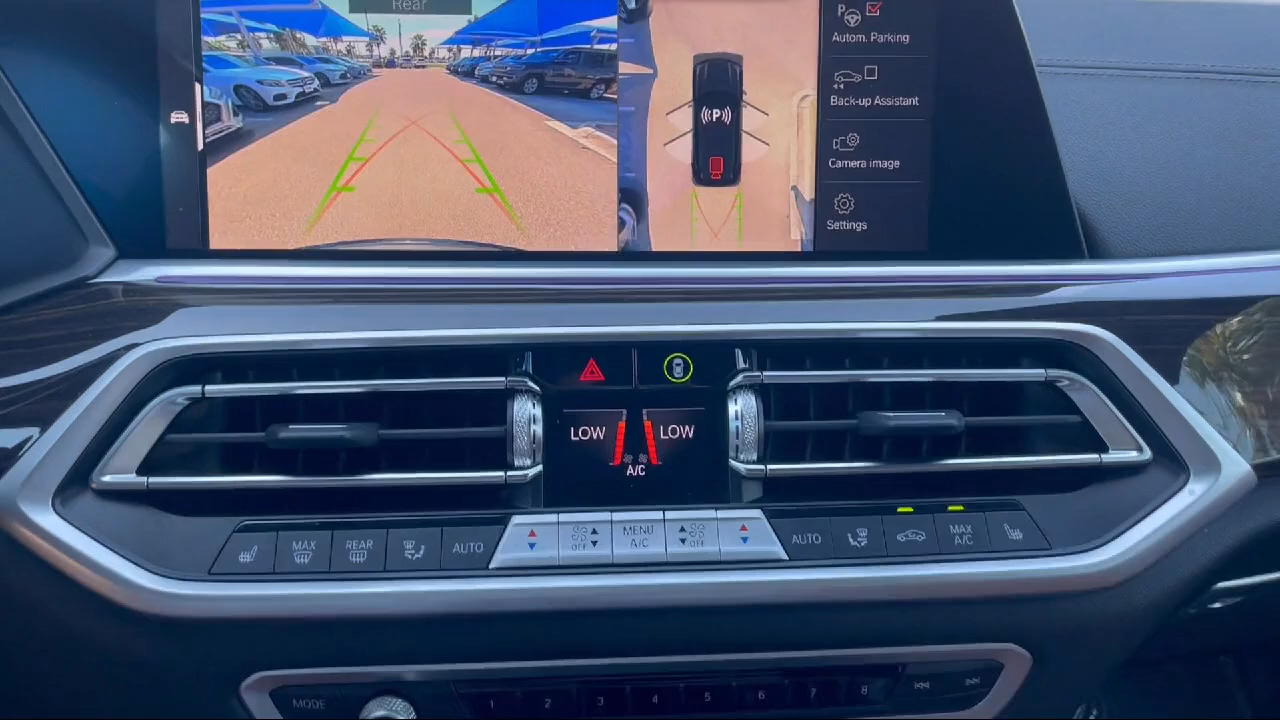 Rear
Autom. Parking
Back-up Assistant
Camera image
Settings
((P))
LOW
LOW
A/C
MAX
REAR
AUTO
OFF
MENU
A/C
OFF
AUTO
MAX
A/C
MODE
1
2
3
4
5
6
7
8